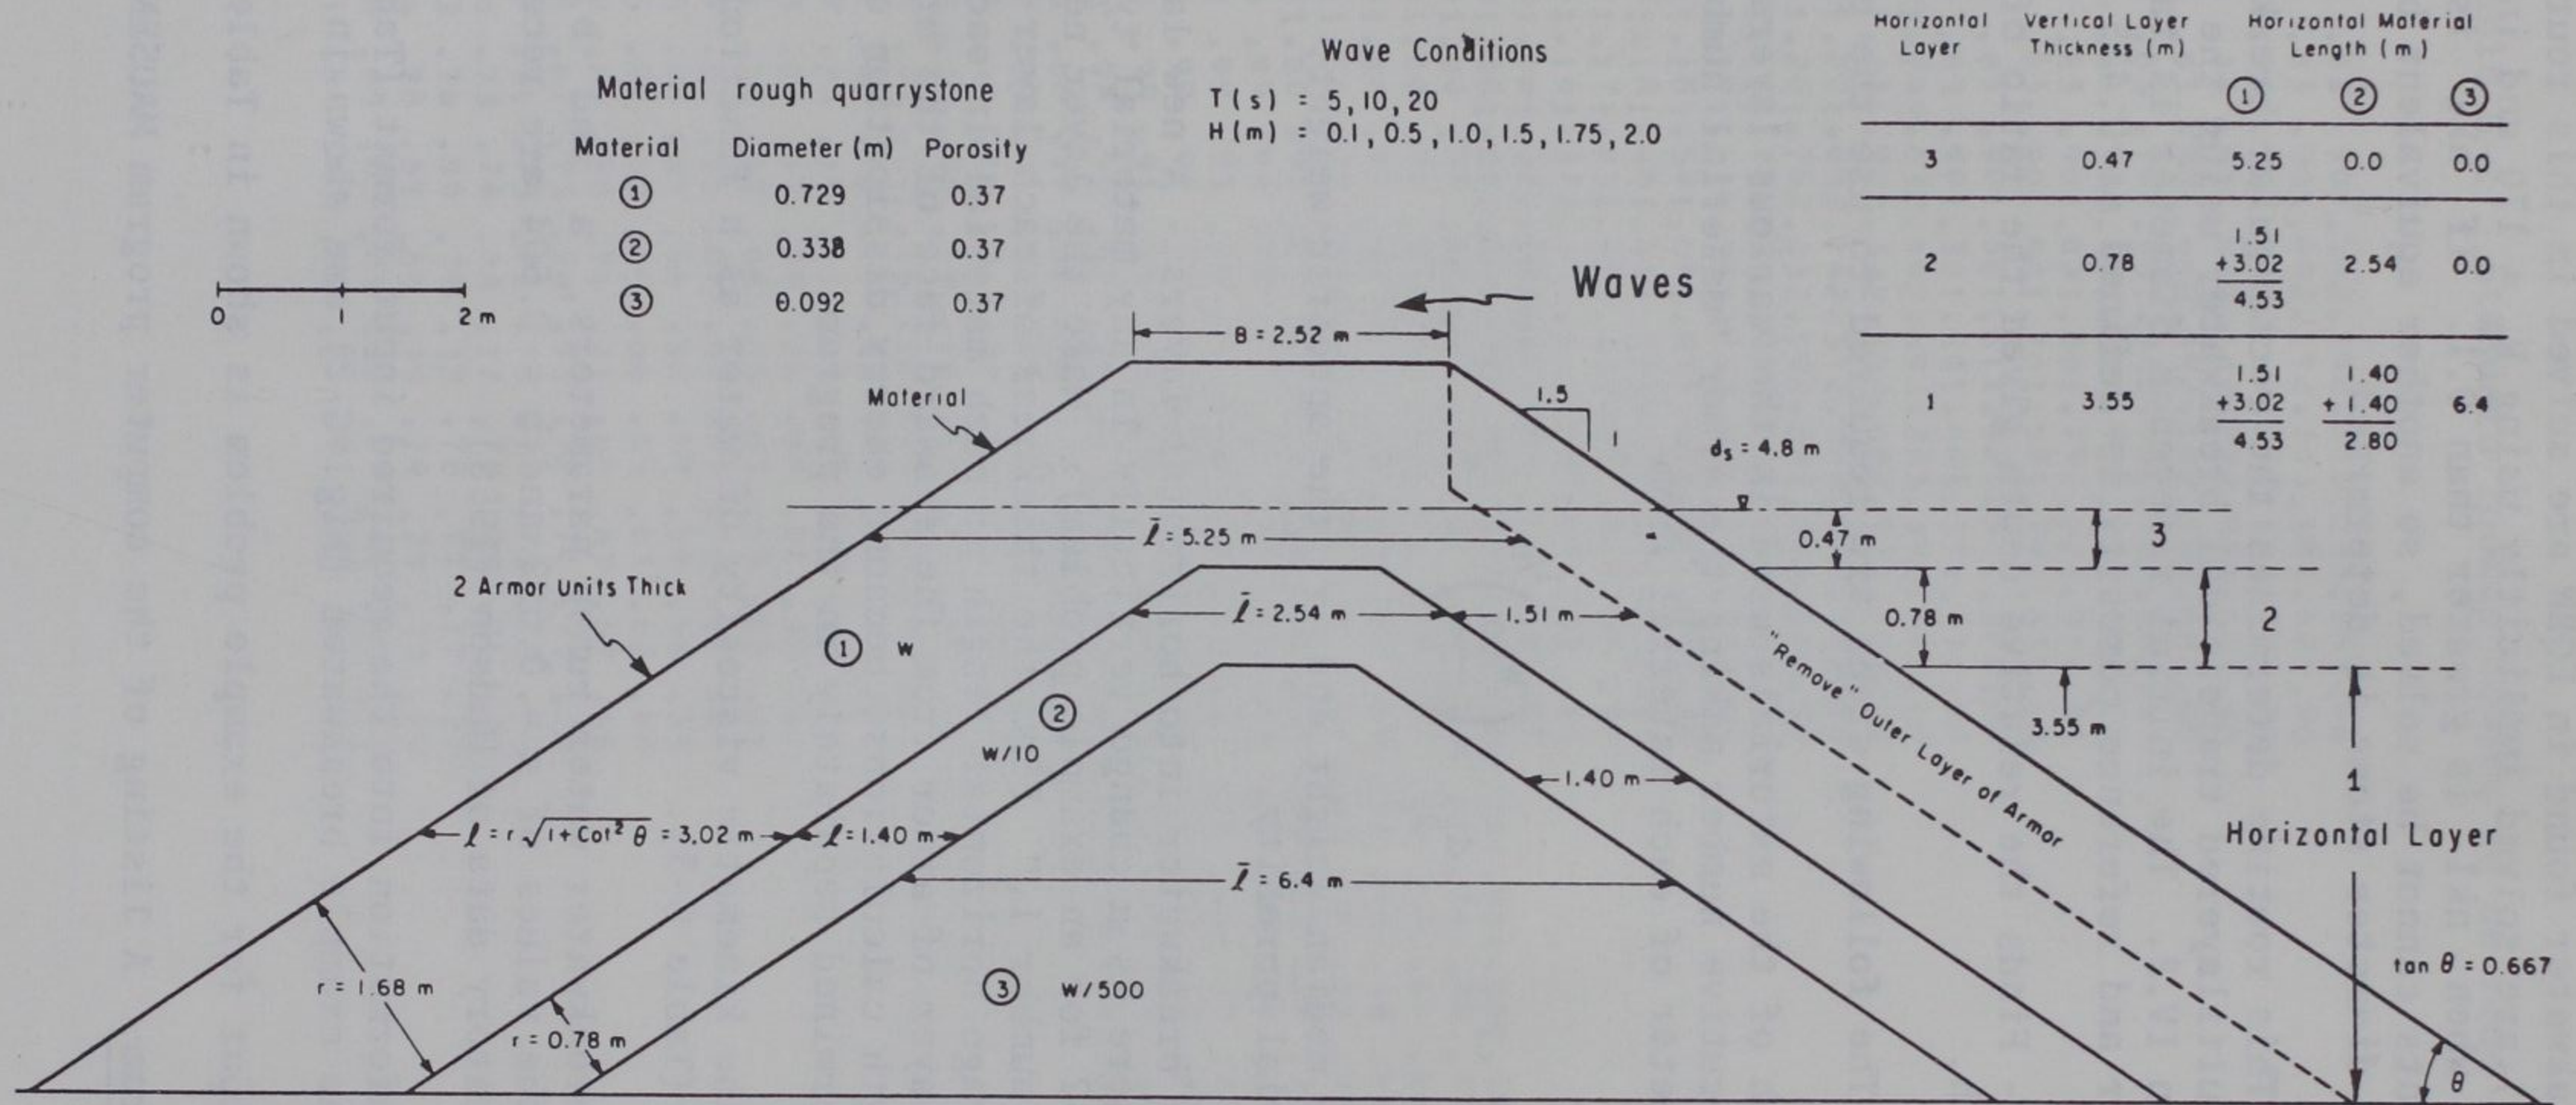 Material rough quarrystone
Material Diameter (m) Porosity
① 0.729 0.37
② 0.338 0.37
③ 0.092 0.37
0 1 2 m
Wave Conditions
T(s) = 5, 10, 20
H(m) = 0.1, 0.5, 1.0, 1.5, 1.75, 2.0
Horizontal Layer
Vertical Layer Thickness (m)
Horizontal Material Length (m)
① ② ③
3 0.47 5.25 0.0 0.0
1.51
2 0.78 +3.02 2.54 0.0
4.53
1.51 1.40
1 3.55 +3.02 +1.40 6.4
4.53 2.80
Waves
B = 2.52 m
Material
1.5
1
ds = 4.8 m
l̄ = 5.25 m
0.47 m
3
2 Armor Units Thick
l̄ = 2.54 m
1.51 m
0.78 m
2
① W
"Remove" Outer Layer of Armor
②
W/10
3.55 m
1.40 m
1
Horizontal Layer
l = r √1 + Cot² θ = 3.02 m
l = 1.40 m
l̄ = 6.4 m
r = 1.68 m
③ W/500
tan θ = 0.667
r = 0.78 m
θ